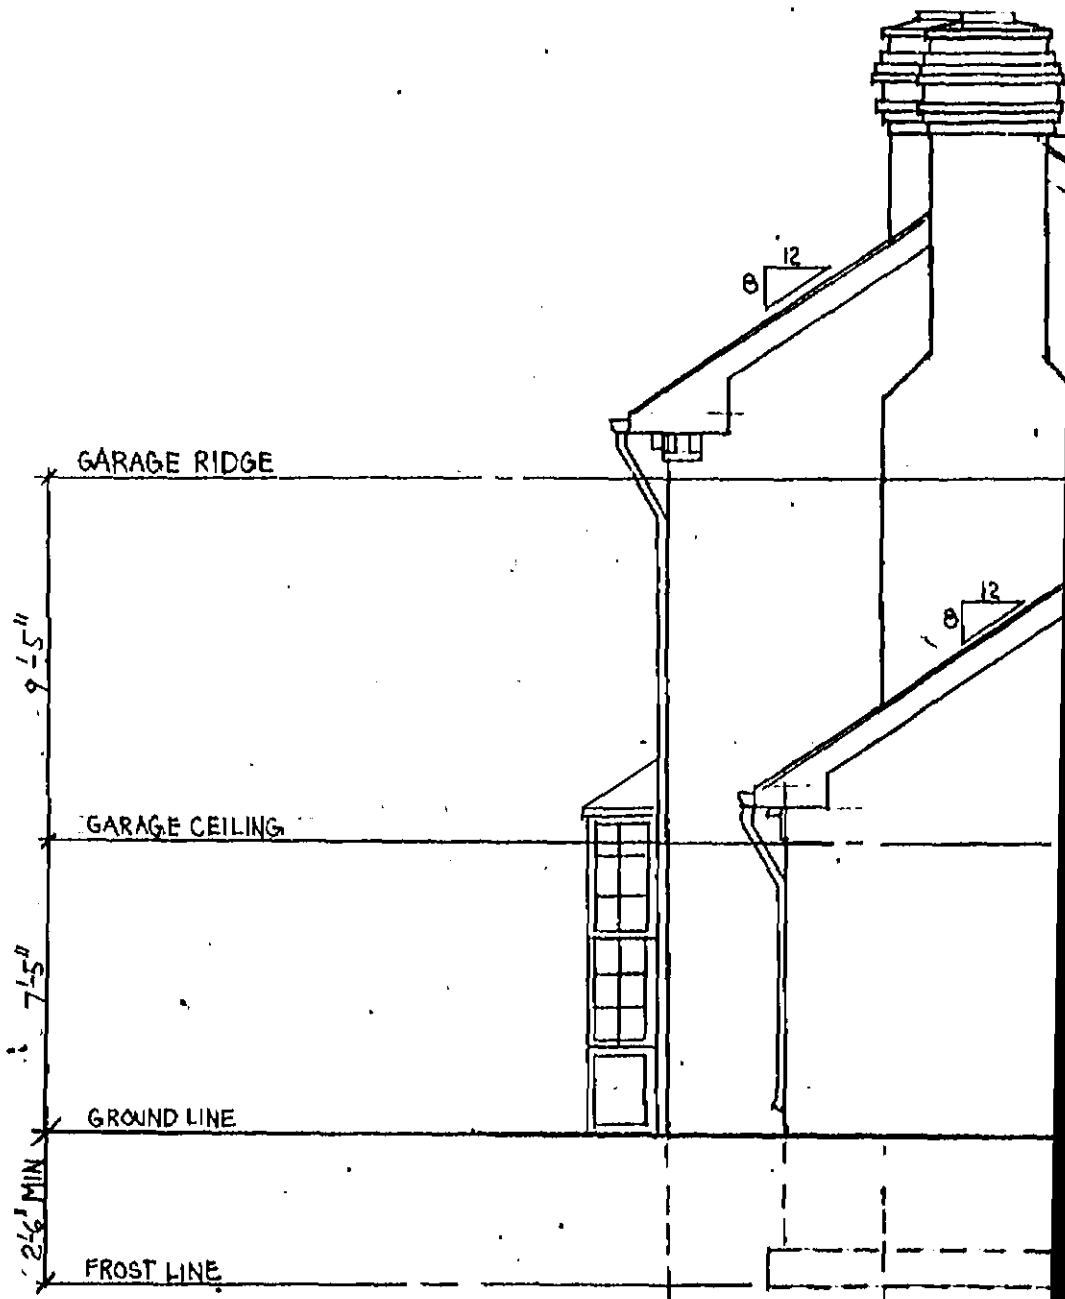 12
8
GARAGE RIDGE
12
8
9'-5"
GARAGE CEILING
7'-5"
GROUND LINE
2'-6" MIN
FROST LINE